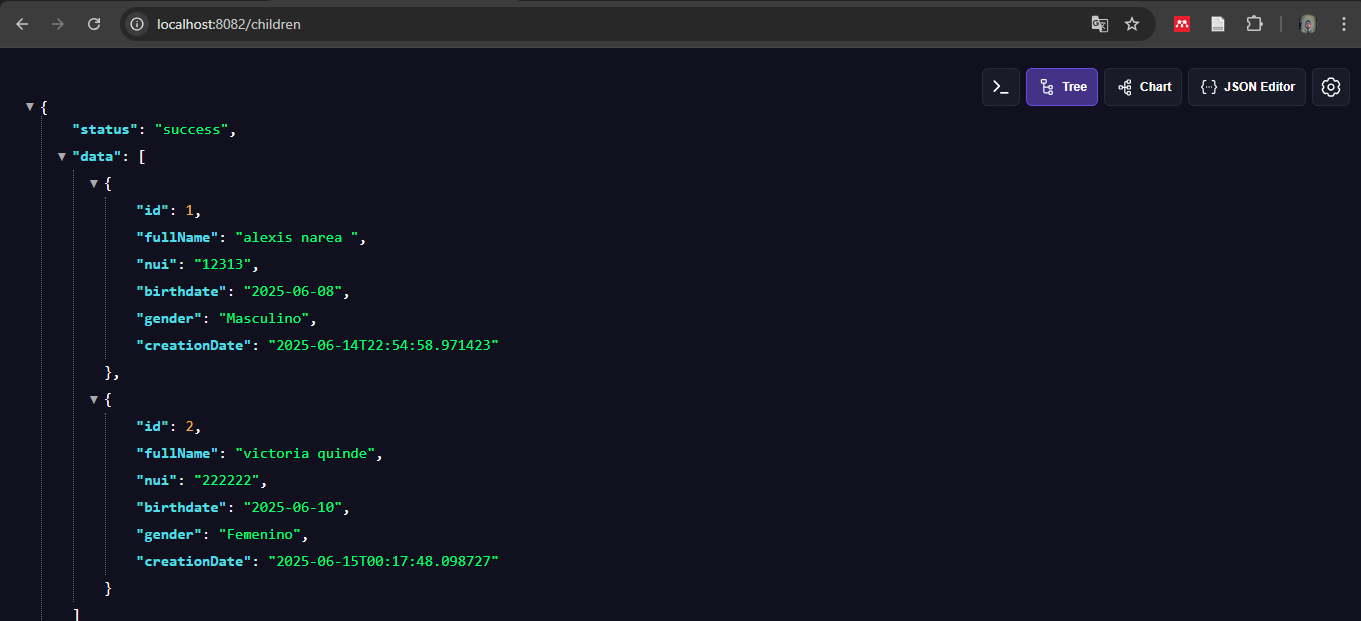 localhost:8082/children
Tree
Chart
JSON Editor
{
"status": "success",
"data": [
{
"id": 1,
"fullName": "alexis narea ",
"nui": "12313",
"birthdate": "2025-06-08",
"gender": "Masculino",
"creationDate": "2025-06-14T22:54:58.971423"
},
{
"id": 2,
"fullName": "victoria quinde",
"nui": "222222",
"birthdate": "2025-06-10",
"gender": "Femenino",
"creationDate": "2025-06-15T00:17:48.098727"
}
]